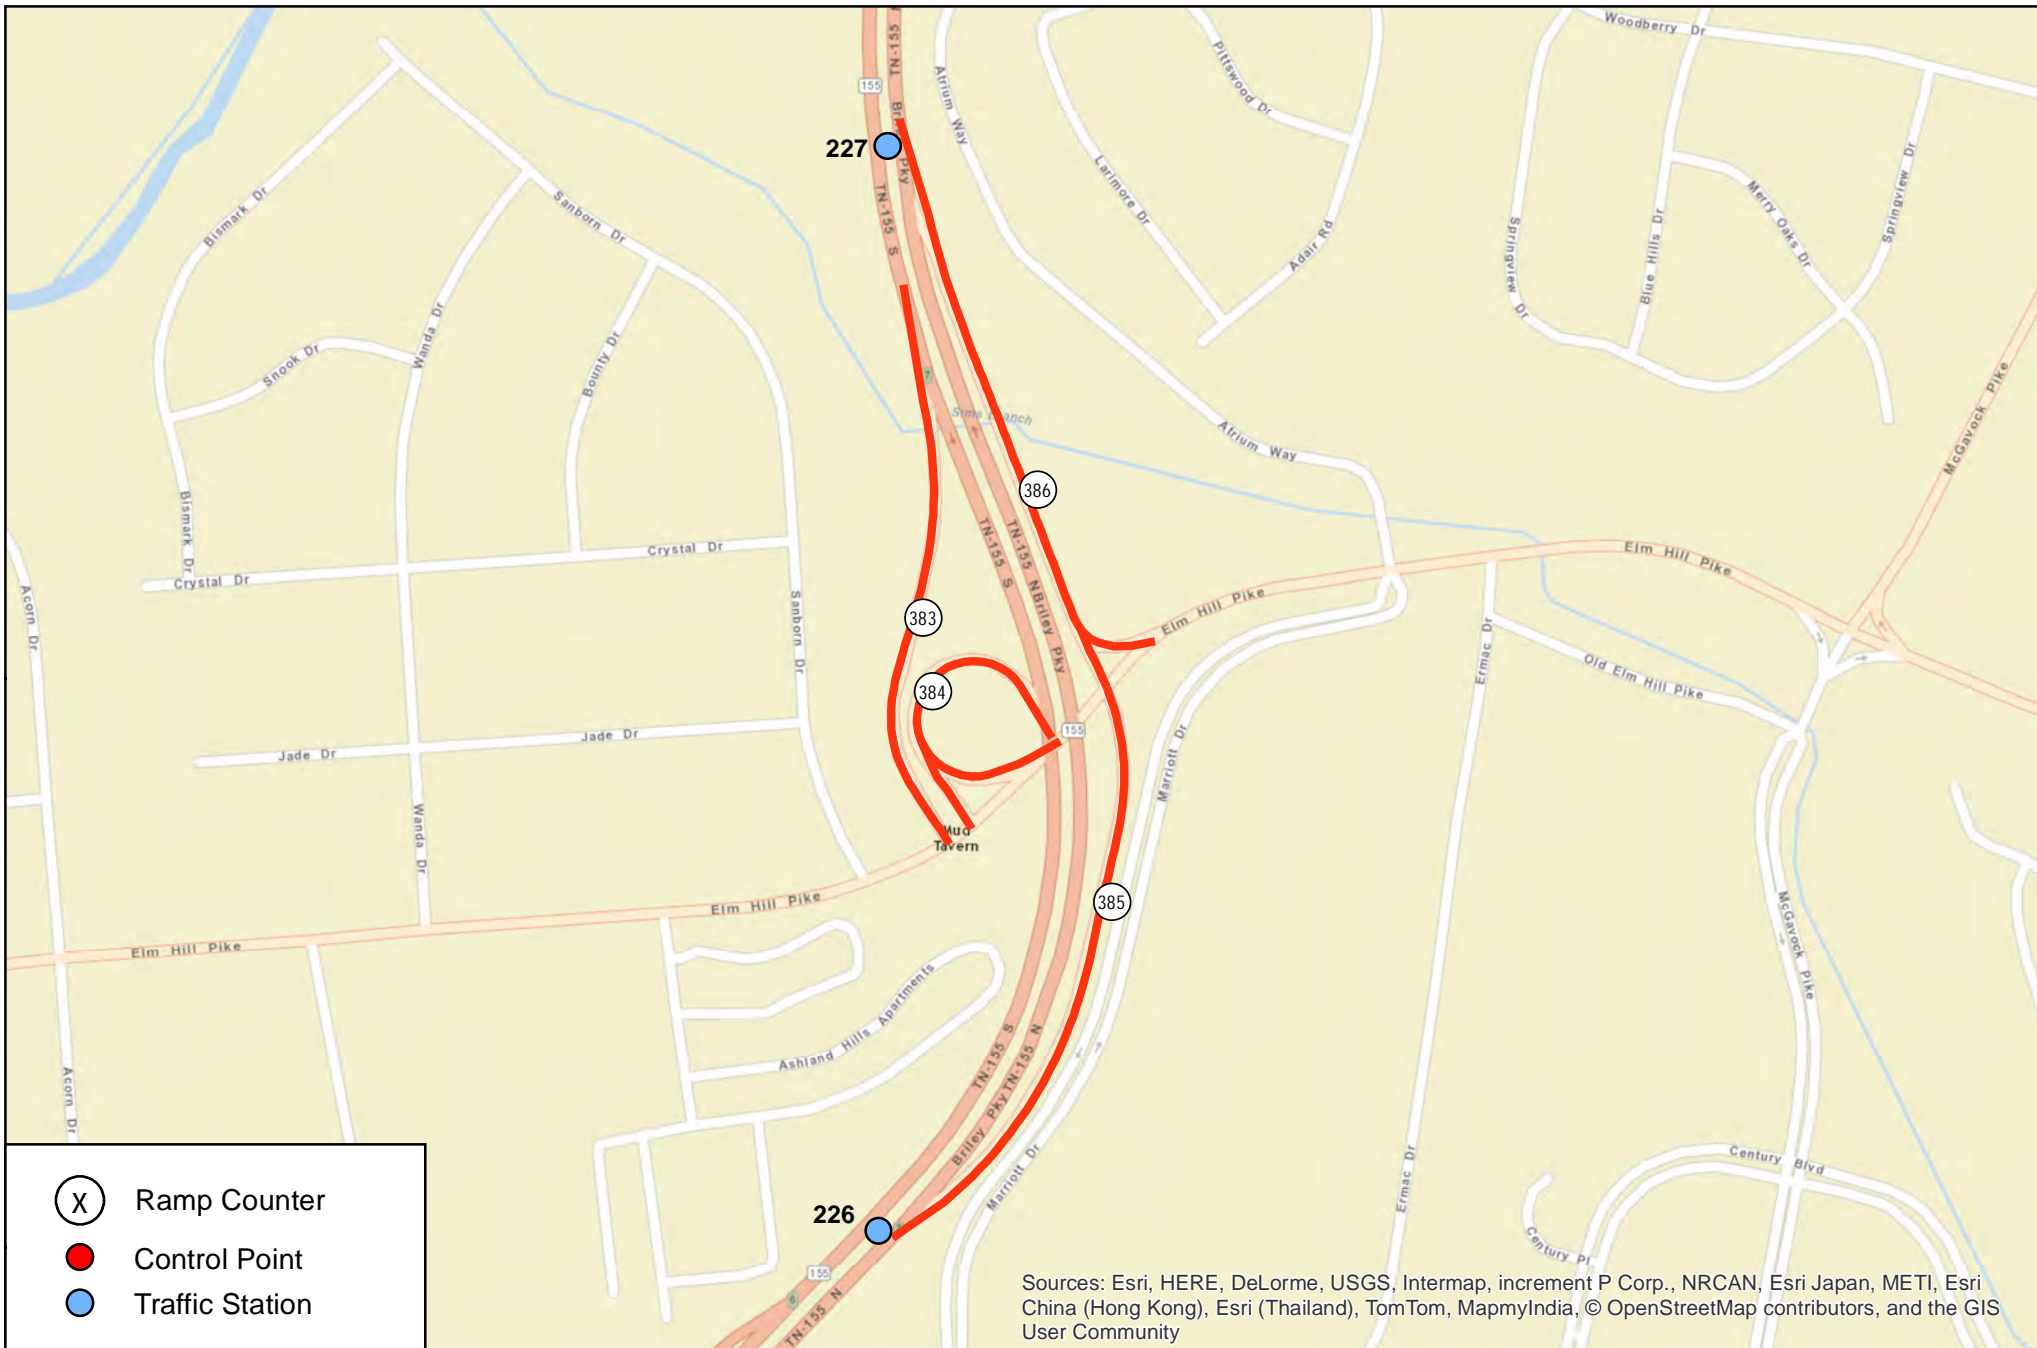 Woodberry Dr
TN-155 N
155
Atrium Way
Pittswood Dr
227
Pky
Larimore Dr
Merry Oaks Dr
Springview Dr
Bismark Dr
Sanborn Dr
TN-155 S
Adair Rd
Springview Dr
Blue Hills Dr
Wanda Dr
Snook Dr
Bounty Dr
7
Sims Branch
McGavock Pike
Atrium Way
386
Bismark Dr
TN-155 S
TN-155 N
Briley Pky
Crystal Dr
Crystal Dr
Elm Hill Pike
Acorn Dr
Sanborn Dr
383
Elm Hill Pike
Ermac Dr
Old Elm Hill Pike
384
155
Jade Dr
Jade Dr
Marriott Dr
Wanda Dr
Mud
Tavern
385
Elm Hill Pike
Elm Hill Pike
McGavock Pike
Ashland Hills Apartments
TN-155 S
TN-155 N
Briley Pky
Acorn Dr
Marriott Dr
Ermac Dr
Century Blvd
226
Century Pl
155
6
TN-155 N
X Ramp Counter
Control Point
Traffic Station
Sources: Esri, HERE, DeLorme, USGS, Intermap, increment P Corp., NRCAN, Esri Japan, METI, Esri
China (Hong Kong), Esri (Thailand), TomTom, MapmyIndia, © OpenStreetMap contributors, and the GIS
User Community